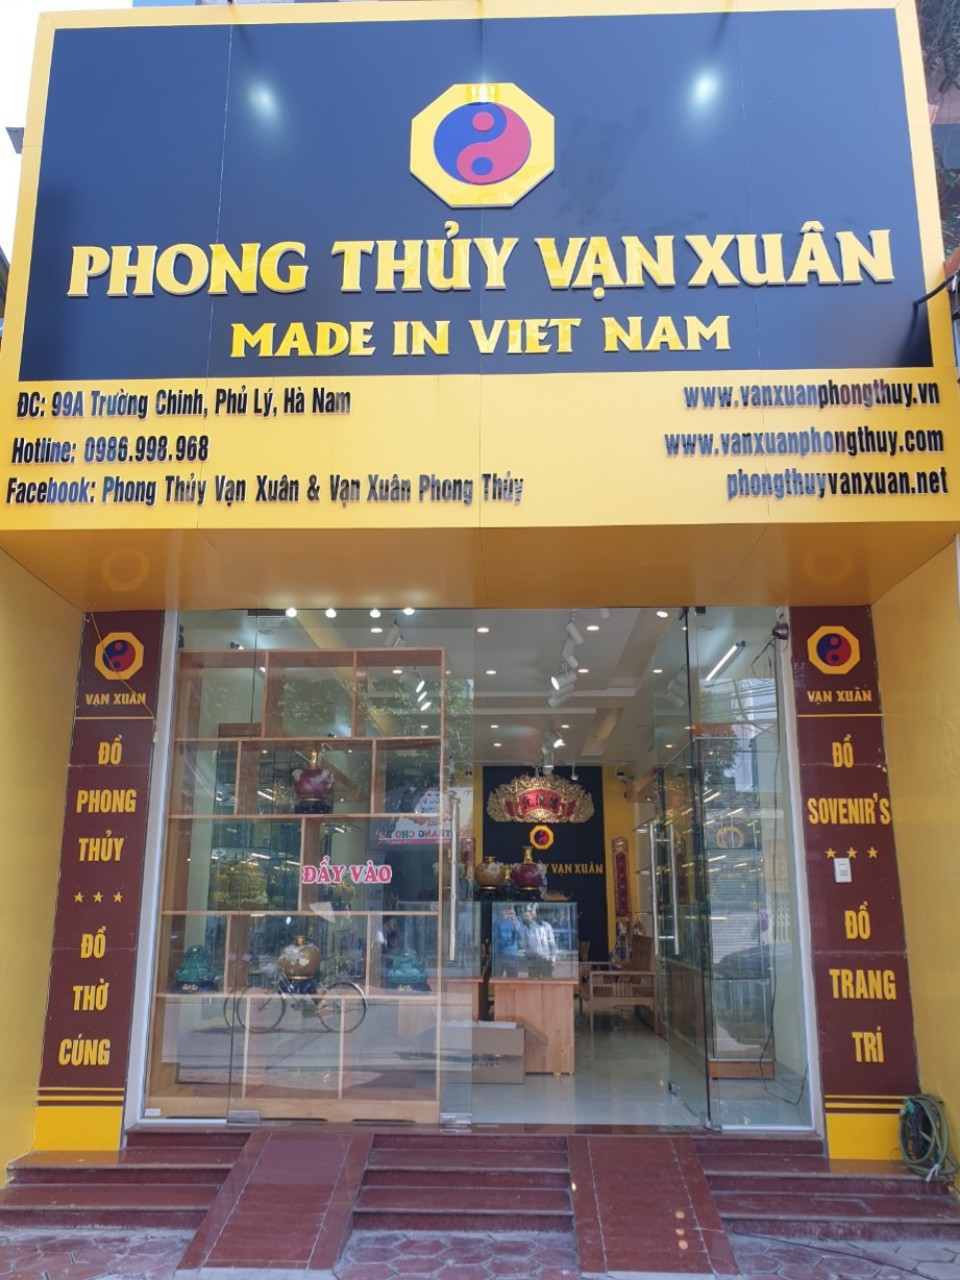 PHONG THỦY VẠN XUÂN
MADE IN VIET NAM
ĐC: 99A Trường Chinh, Phủ Lý, Hà Nam
Hotline: 0986.998.968
Facebook: Phong Thủy Vạn Xuân & Vạn Xuân Phong Thủy
www.vanxuanphongthuy.vn
www.vanxuanphongthuy.com
phongthuyvanxuan.net
VẠN XUÂN
ĐỒ
PHONG
THỦY
ĐỒ
THỜ
CÚNG
ĐẨY VÀO
VẠN XUÂN
VẠN XUÂN
ĐỒ
SOVENIR'S
ĐỒ
TRANG
TRÍ